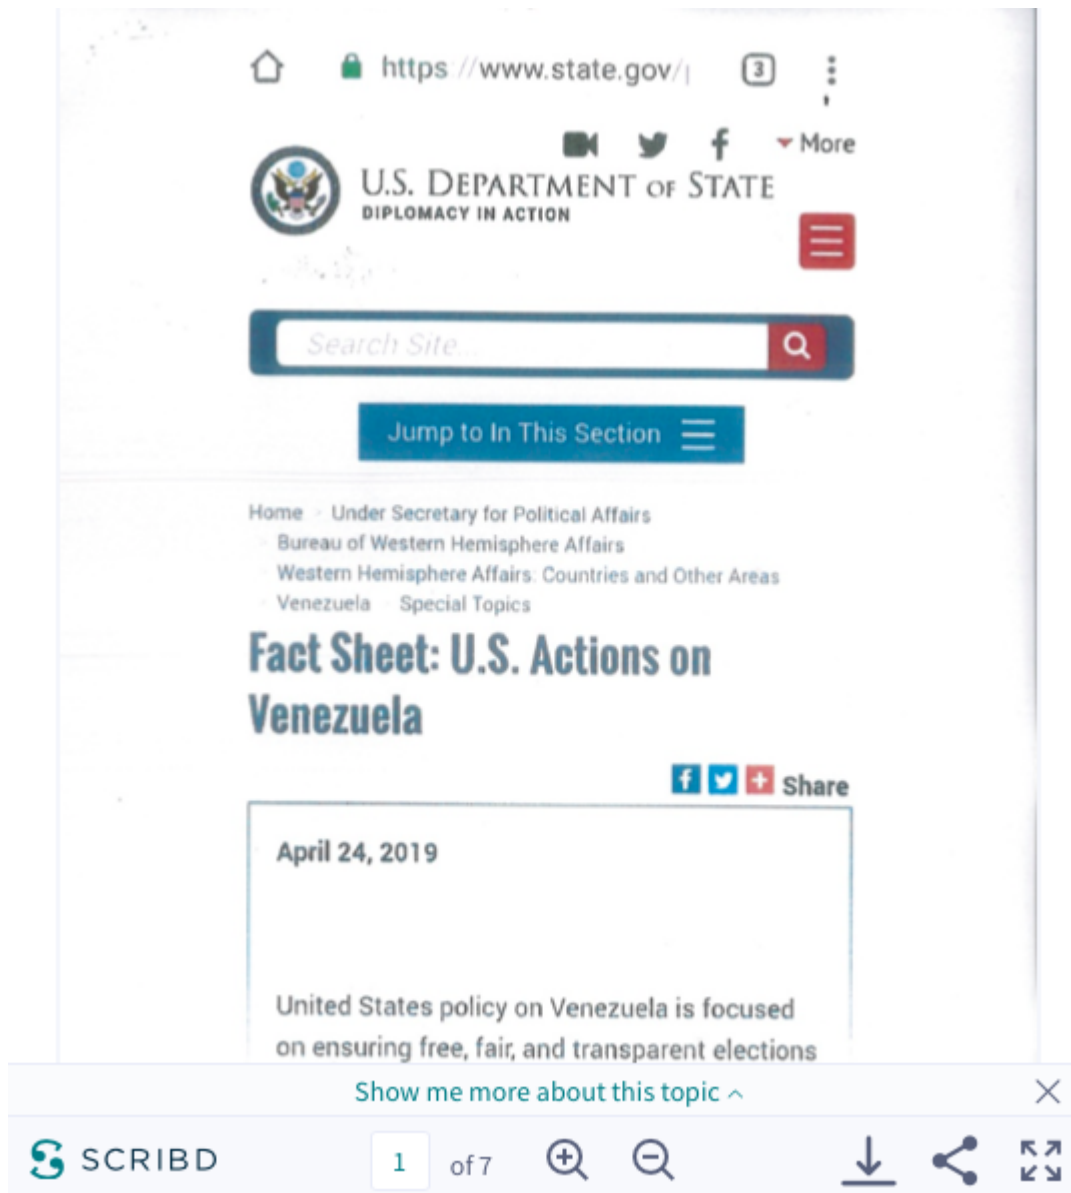 https://www.state.gov/
3
More
U.S. DEPARTMENT OF STATE
DIPLOMACY IN ACTION
Search Site...
Jump to In This Section
Home Under Secretary for Political Affairs
Bureau of Western Hemisphere Affairs
Western Hemisphere Affairs: Countries and Other Areas
Venezuela Special Topics
Fact Sheet: U.S. Actions on
Venezuela
Share
April 24, 2019
United States policy on Venezuela is focused
on ensuring free, fair, and transparent elections
Show me more about this topic
SCRIBD
1 of 7